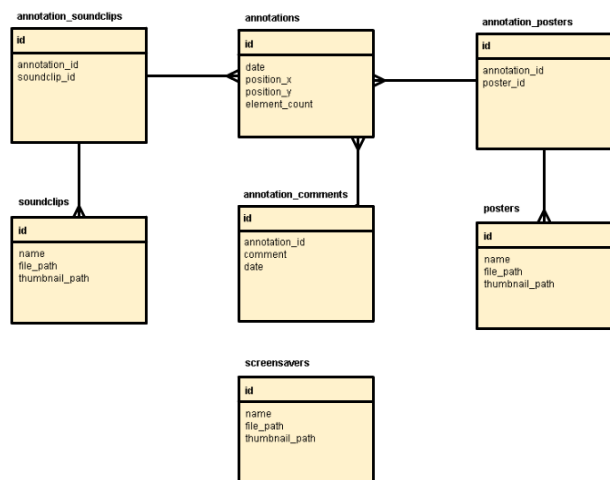 annotation_soundclips
id
annotation_id
soundclip_id
annotations
id
date
position_x
position_y
element_count
annotation_posters
id
annotation_id
poster_id
soundclips
id
name
file_path
thumbnail_path
annotation_comments
id
annotation_id
comment
date
posters
id
name
file_path
thumbnail_path
screensavers
id
name
file_path
thumbnail_path